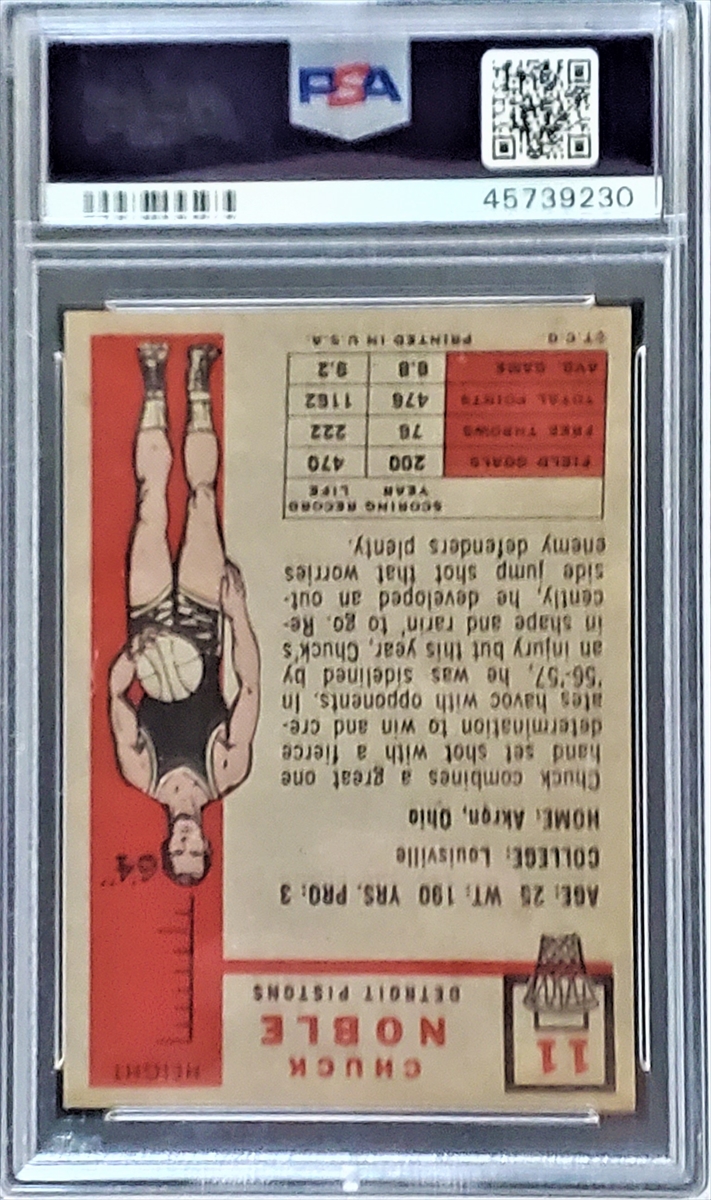 PSA
45739230
11
CHUCK
NOBLE
DETROIT PISTONS
HEIGHT
6'4"
AGE: 25 WT: 190 YRS. PRO: 3
COLLEGE: Louisville
HOME: Akron, Ohio
Chuck combines a great one
hand set shot with a fierce
determination to win and cre-
ates havoc with opponents. In
'56-'57, he was sidelined by
an injury but this year, Chuck's
in shape and rarin' to go. Re-
cently, he developed an out-
side jump shot that worries
enemy defenders plenty.
SCORING RECORD
YEAR LIFE
FIELD GOALS 200 470
FREE THROWS 76 222
TOTAL POINTS 476 1162
AVG. GAME 8.8 9.2
©T.C.G. PRINTED IN U.S.A.